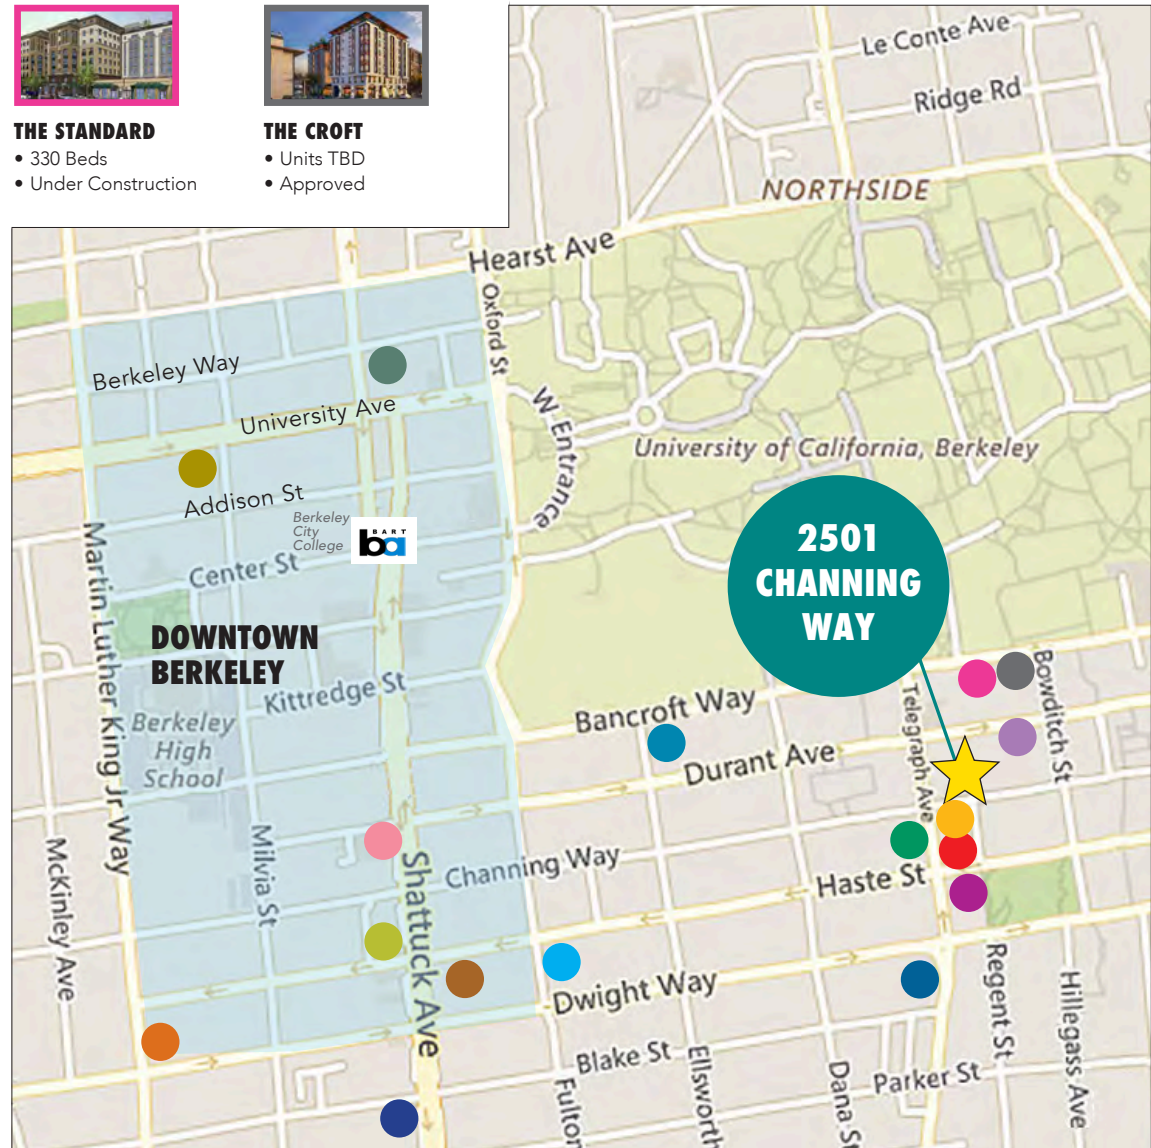 THE STANDARD
• 330 Beds
• Under Construction
THE CROFT
• Units TBD
• Approved
Le Conte Ave
Ridge Rd
NORTHSIDE
Hearst Ave
Oxford St
Berkeley Way
University Ave
W Entrance
University of California, Berkeley
Addison St
Berkeley
City
College
BART
ba
Center St
2501
CHANNING
WAY
Martin Luther King Jr Way
DOWNTOWN
BERKELEY
Kittredge St
Berkeley
High
School
Bancroft Way
Durant Ave
Telegraph Ave
Bowditch St
McKinley Ave
Milvia St
Shattuck Ave
Channing Way
Haste St
Dwight Way
Regent St
Hillegass Ave
Blake St
Parker St
Fulton
Ellsworth
Dana St